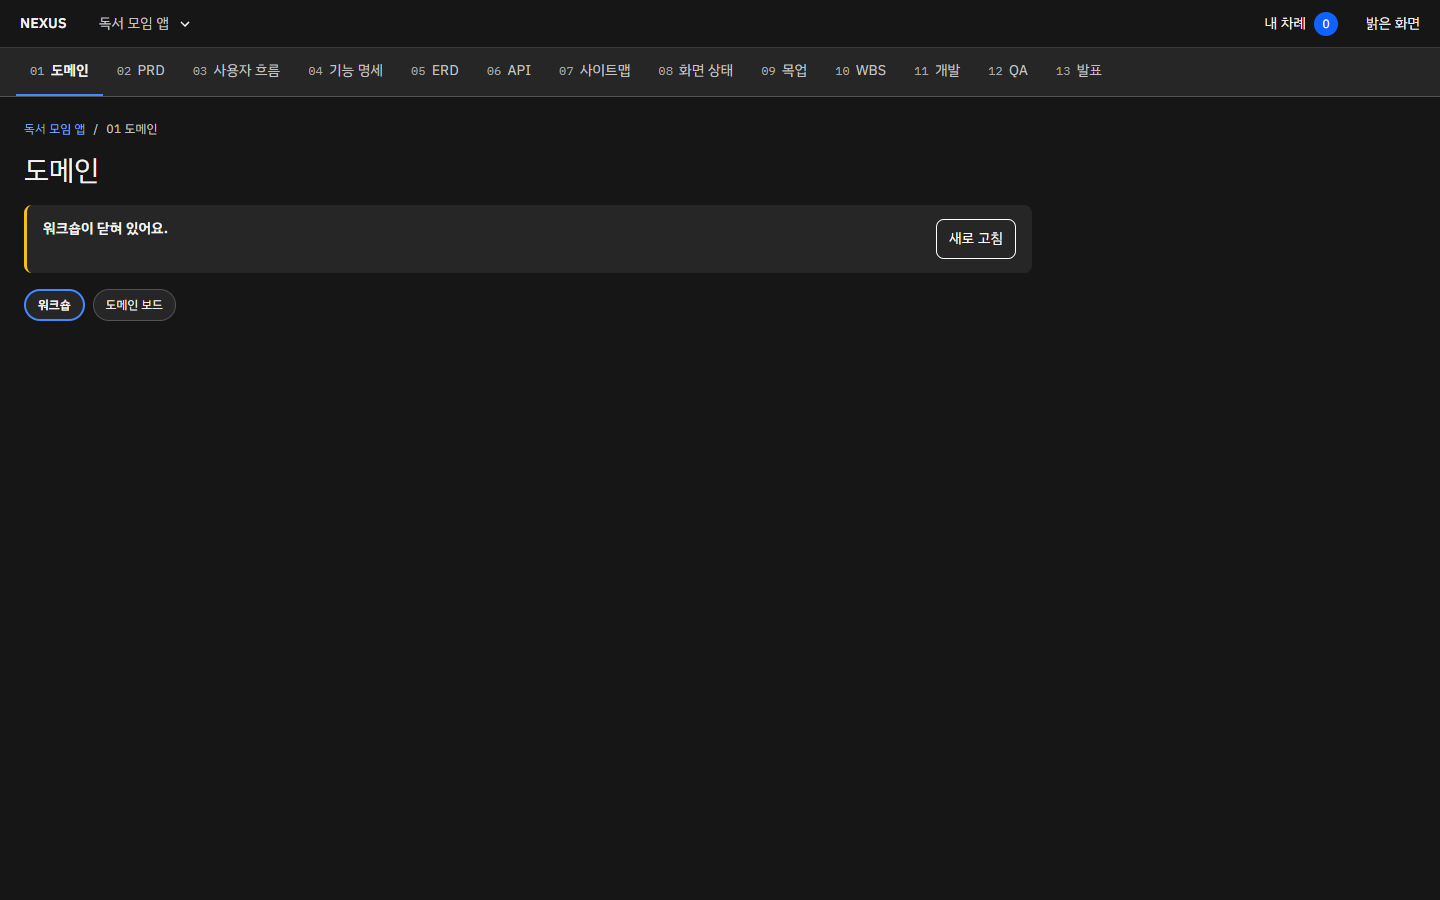 NEXUS 독서 모임 앱 내 차례 0 밝은 화면
01 도메인 02 PRD 03 사용자 흐름 04 기능 명세 05 ERD 06 API 07 사이트맵 08 화면 상태 09 목업 10 WBS 11 개발 12 QA 13 발표
독서 모임 앱 / 01 도메인
도메인
워크숍이 닫혀 있어요.
새로 고침
워크숍 도메인 보드